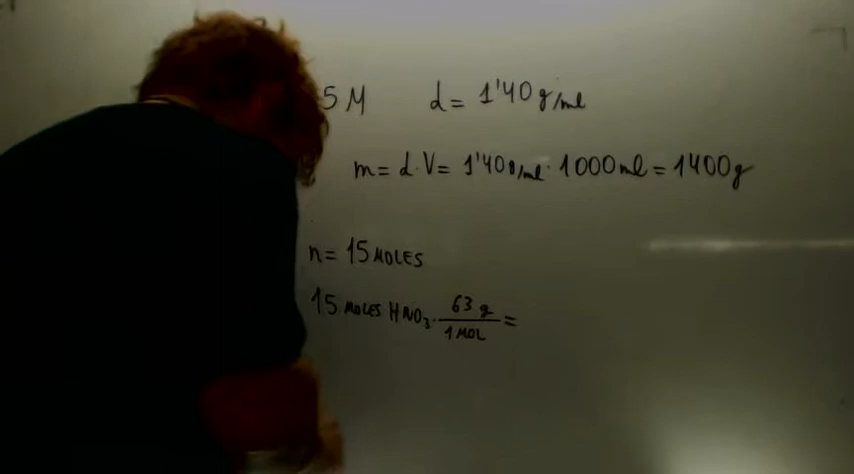 5 M d = 1'40 g/ml
m = d · V = 1'40 g/ml · 1000 ml = 1400 g
n = 15 MOLES
15 MOLES HNO₃ · 63 g / 1 MOL =